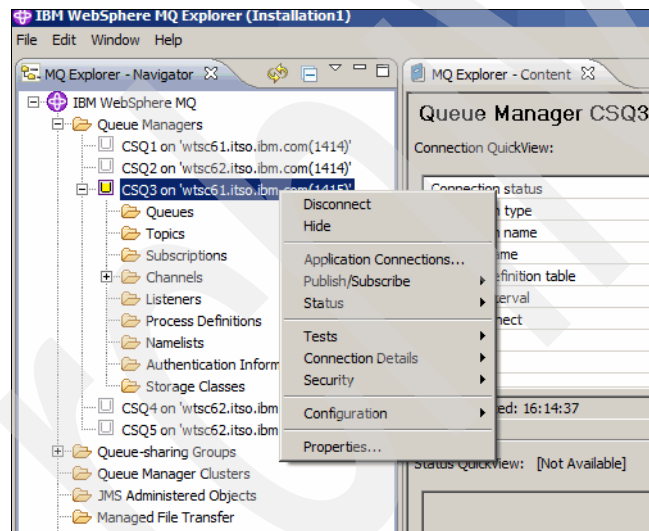 IBM WebSphere MQ Explorer (Installation1)
File Edit Window Help
MQ Explorer - Navigator
MQ Explorer - Content
IBM WebSphere MQ
Queue Managers
CSQ1 on 'wtsc61.itso.ibm.com(1414)'
CSQ2 on 'wtsc62.itso.ibm.com(1414)'
CSQ3 on 'wtsc61.itso.ibm.com(1415)'
Queues
Topics
Subscriptions
Channels
Listeners
Process Definitions
Namelists
Authentication Inform
Storage Classes
CSQ4 on 'wtsc62.itso.ibm
CSQ5 on 'wtsc62.itso.ibm
Queue-sharing Groups
Queue Manager Clusters
JMS Administered Objects
Managed File Transfer
Disconnect
Hide
Application Connections...
Publish/Subscribe
Status
Tests
Connection Details
Security
Configuration
Properties...
Queue Manager CSQ3
Connection QuickView:
Connection status
type
name
ame
efinition table
erval
nect
ed: 16:14:37
Status QuickView: [Not Available]